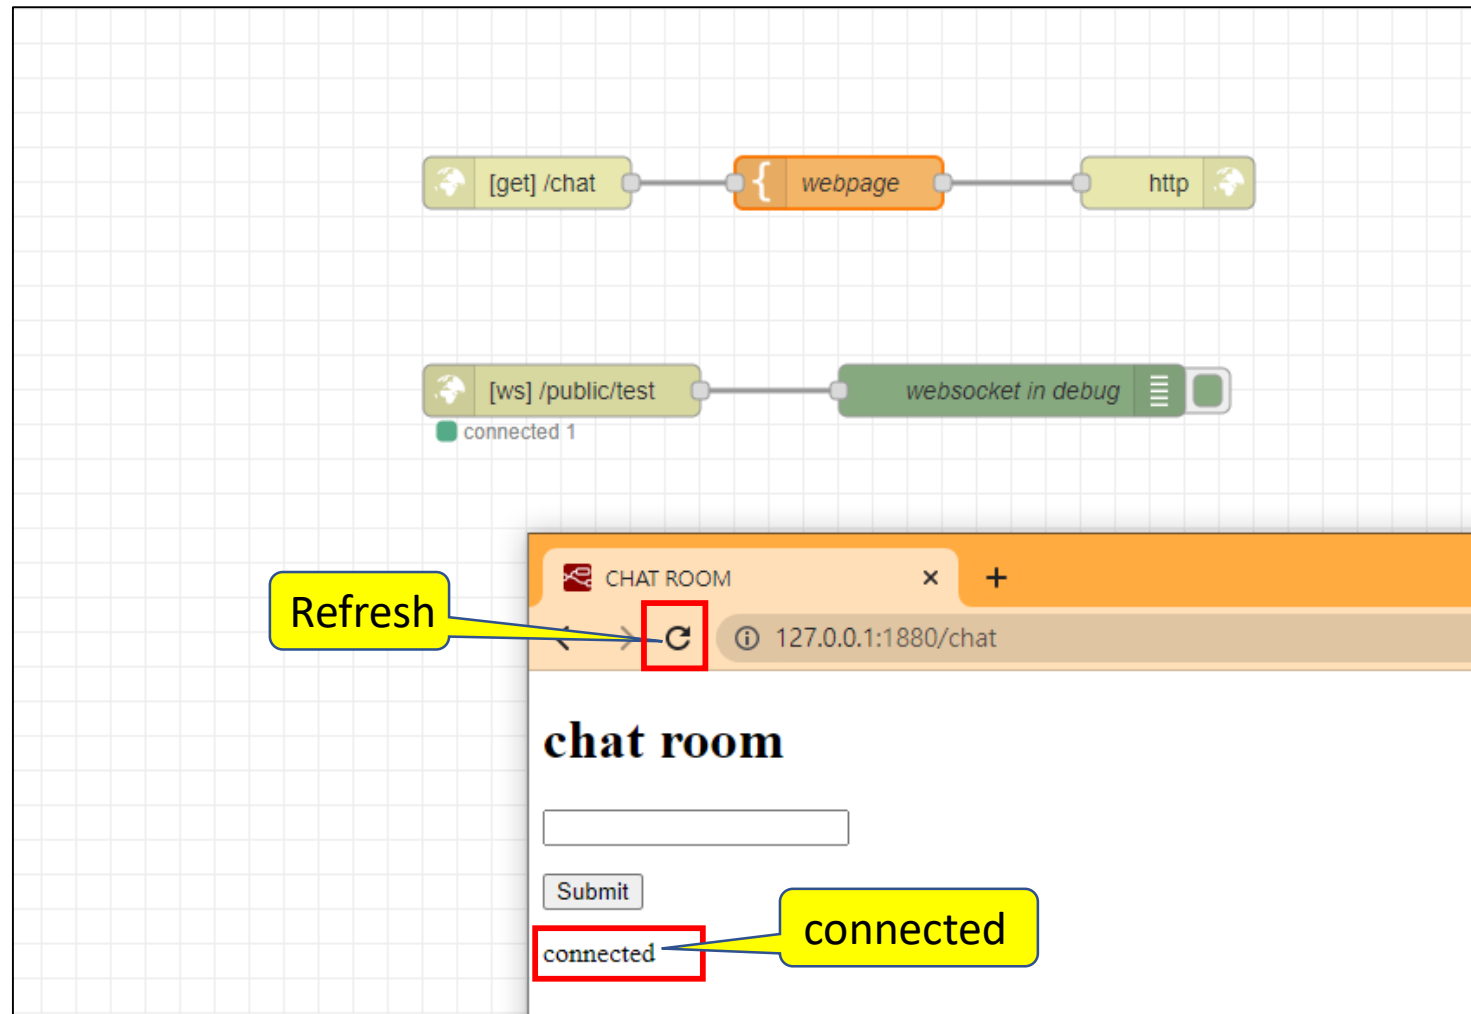 [get] /chat
{
webpage
http
[ws] /public/test
websocket in debug
connected 1
CHAT ROOM
Refresh
127.0.0.1:1880/chat
chat room
Submit
connected
connected